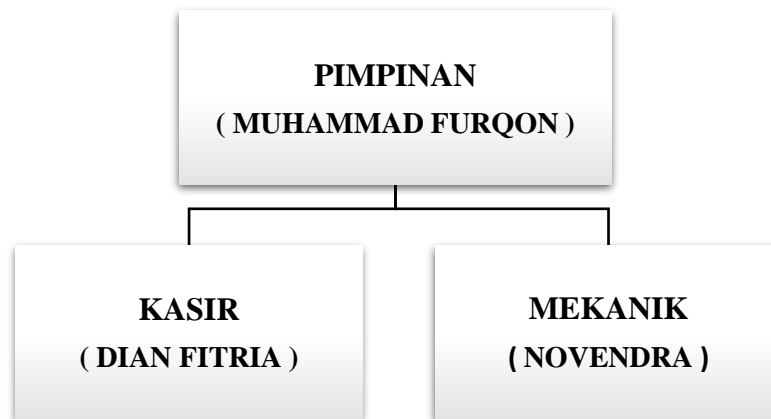 PIMPINAN
( MUHAMMAD FURQON )
KASIR
( DIAN FITRIA )
MEKANIK
( NOVENDRA )